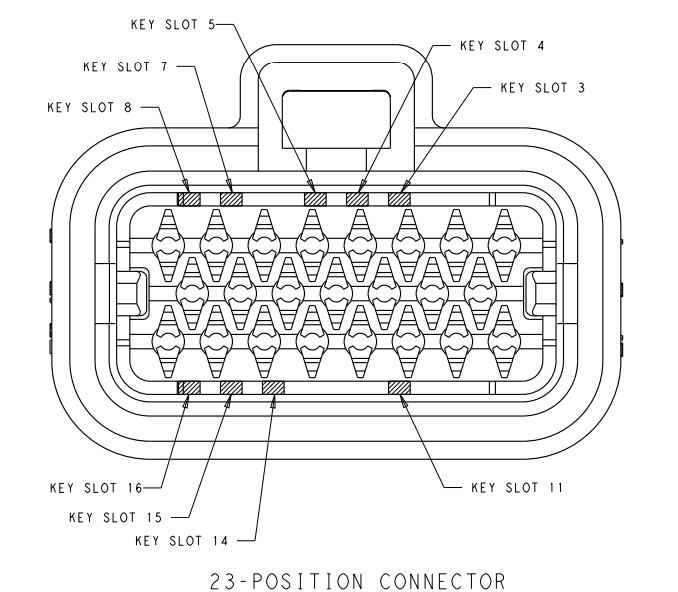 KEY SLOT 5
KEY SLOT 4
KEY SLOT 7
KEY SLOT 3
KEY SLOT 8
KEY SLOT 16
KEY SLOT 11
KEY SLOT 15
KEY SLOT 14
23-POSITION CONNECTOR